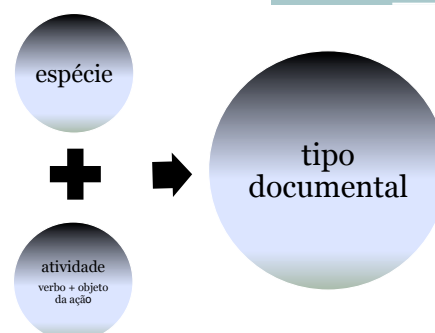 espécie
atividade
verbo + objeto
da ação
tipo
documental